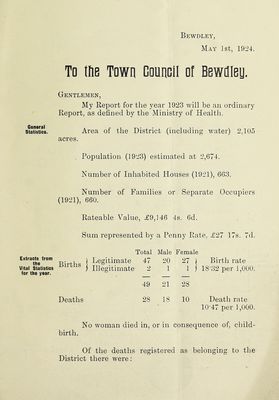 BEWDLEY,
MAY 1st, 1924.
To the Town Council of Bewdley.
GENTLEMEN,
My Report for the year 1923 will be an ordinary
Report, as defined by the Ministry of Health.
General
Statistics.
Area of the District (including water) 2,105
acres.
Population (1923) estimated at 2,674.
Number of Inhabited Houses (1921), 663.
Number of Families or Separate Occupiers
(1921), 660.
Rateable Value, £9,146 4s. 6d.
Sum represented by a Penny Rate, £27 17s. 7d.
Extracts from
the
Vital Statistics
for the year.
Total Male Female
Births { Legitimate 47 20 27 } Birth rate
{ Illegitimate 2 1 1 } 18·32 per 1,000.
49 21 28
Deaths 28 18 10 Death rate
10·47 per 1,000.
No woman died in, or in consequence of, child-
birth.
Of the deaths registered as belonging to the
District there were: